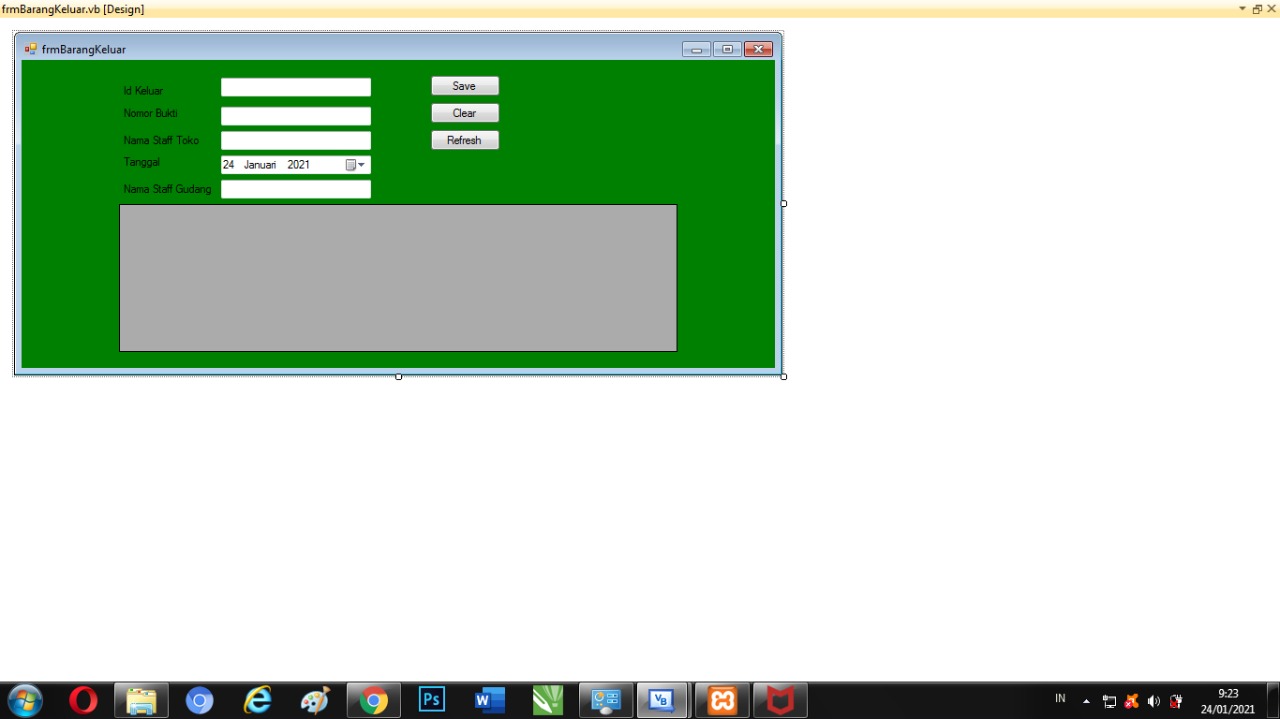 frmBarangKeluar.vb [Design]
frmBarangKeluar
Id Keluar
Save
Nomor Bukti
Clear
Nama Staff Toko
Refresh
Tanggal
24 Januari 2021
Nama Staff Gudang
Ps
W
VB
IN
9:23
24/01/2021